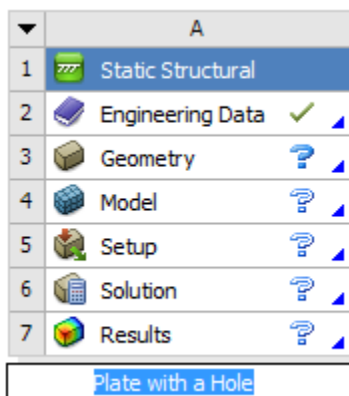 A
1 Static Structural
2 Engineering Data
3 Geometry
4 Model
5 Setup
6 Solution
7 Results
Plate with a Hole